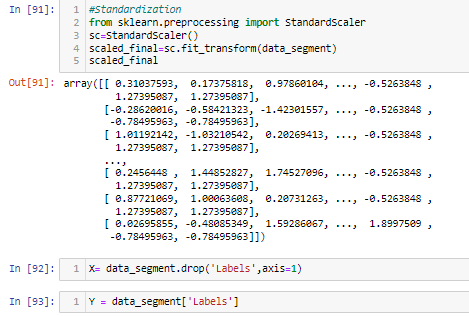 In [91]:
1 #Standardization
2 from sklearn.preprocessing import StandardScaler
3 sc=StandardScaler()
4 scaled_final=sc.fit_transform(data_segment)
5 scaled_final
Out[91]: array([[ 0.31037593,  0.17375818,  0.97860104, ..., -0.5263848 ,
1.27395087,  1.27395087],
[-0.28620016, -0.58421323, -1.42301557, ..., -0.5263848 ,
-0.78495963, -0.78495963],
[ 1.01192142, -1.03210542,  0.20269413, ..., -0.5263848 ,
1.27395087,  1.27395087],
...,
[ 0.2456448 ,  1.44852827,  1.74527096, ..., -0.5263848 ,
1.27395087,  1.27395087],
[ 0.87721069,  1.00063608,  0.20731263, ..., -0.5263848 ,
1.27395087,  1.27395087],
[ 0.02695855, -0.48085349,  1.59286067, ...,  1.8997509 ,
-0.78495963, -0.78495963]])
In [92]: 1 X= data_segment.drop('Labels',axis=1)
In [93]: 1 Y = data_segment['Labels']